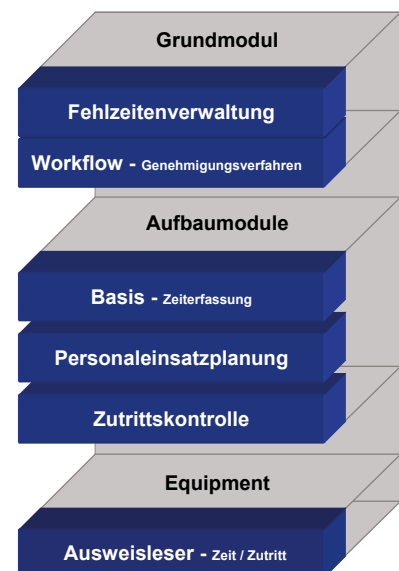 Grundmodul
Fehlzeitenverwaltung
Workflow - Genehmigungsverfahren
Aufbaumodule
Basis - Zeiterfassung
Personaleinsatzplanung
Zutrittskontrolle
Equipment
Ausweisleser - Zeit / Zutritt